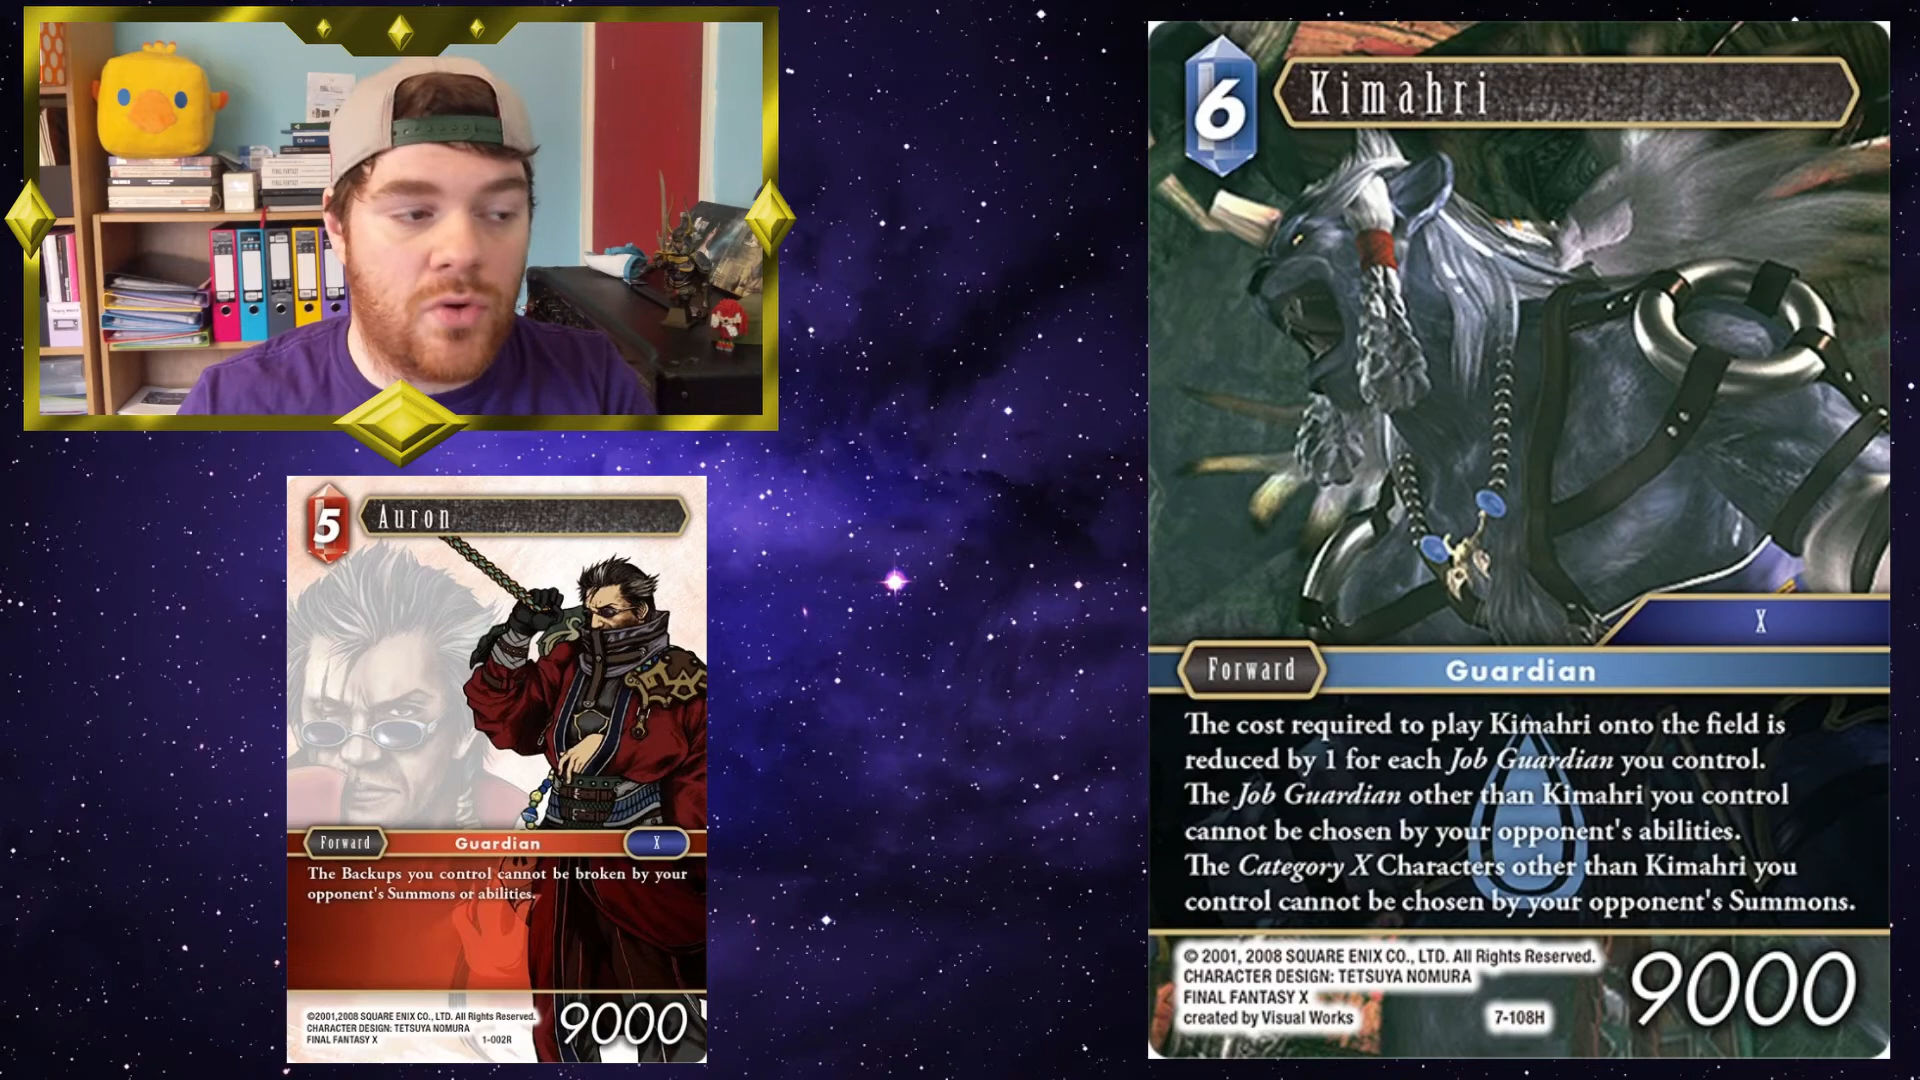 5
Auron
Forward
Guardian
X
The Backups you control cannot be broken by your
opponent's Summons or abilities.
©2001,2008 SQUARE ENIX CO., LTD. All Rights Reserved.
CHARACTER DESIGN: TETSUYA NOMURA
FINAL FANTASY X
1-002R
9000
6
Kimahri
X
Forward
Guardian
The cost required to play Kimahri onto the field is
reduced by 1 for each Job Guardian you control.
The Job Guardian other than Kimahri you control
cannot be chosen by your opponent's abilities.
The Category X Characters other than Kimahri you
control cannot be chosen by your opponent's Summons.
© 2001, 2008 SQUARE ENIX CO., LTD. All Rights Reserved.
CHARACTER DESIGN: TETSUYA NOMURA
FINAL FANTASY X
created by Visual Works
7-108H
9000